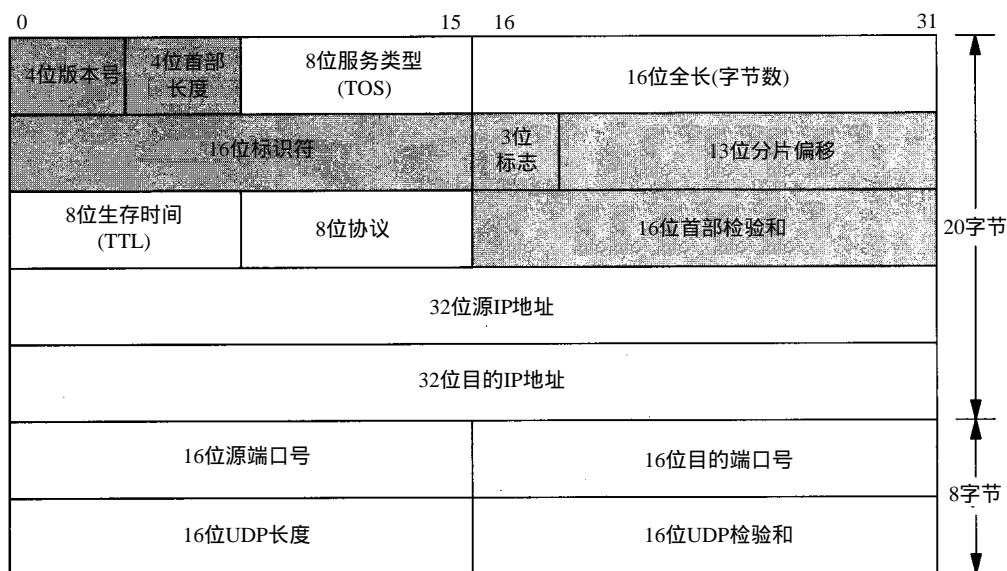 0
15
16
31
4位版本号
4位首部
长度
8位服务类型
(TOS)
16位全长(字节数)
16位标识符
3位
标志
13位分片偏移
8位生存时间
(TTL)
8位协议
16位首部检验和
20字节
32位源IP地址
32位目的IP地址
16位源端口号
16位目的端口号
8字节
16位UDP长度
16位UDP检验和